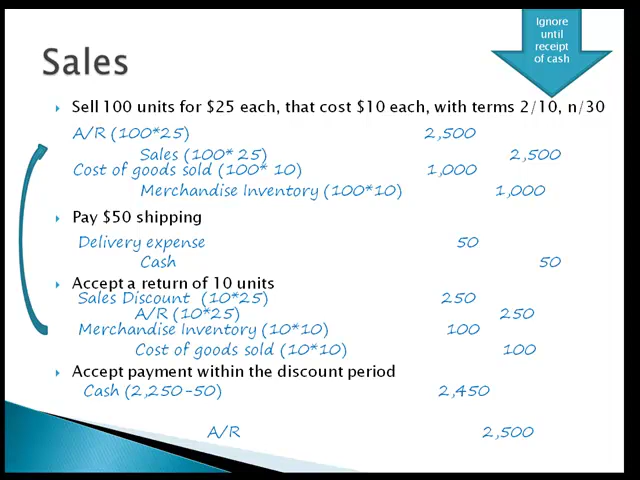 Ignore
until
receipt
of cash
Sales
Sell 100 units for $25 each, that cost $10 each, with terms 2/10, n/30
A/R (100*25) 2,500
Sales (100* 25) 2,500
Cost of goods sold (100* 10) 1,000
Merchandise Inventory (100*10) 1,000
Pay $50 shipping
Delivery expense 50
Cash 50
Accept a return of 10 units
Sales Discount (10*25) 250
A/R (10*25) 250
Merchandise Inventory (10*10) 100
Cost of goods sold (10*10) 100
Accept payment within the discount period
Cash (2,250-50) 2,450
A/R 2,500